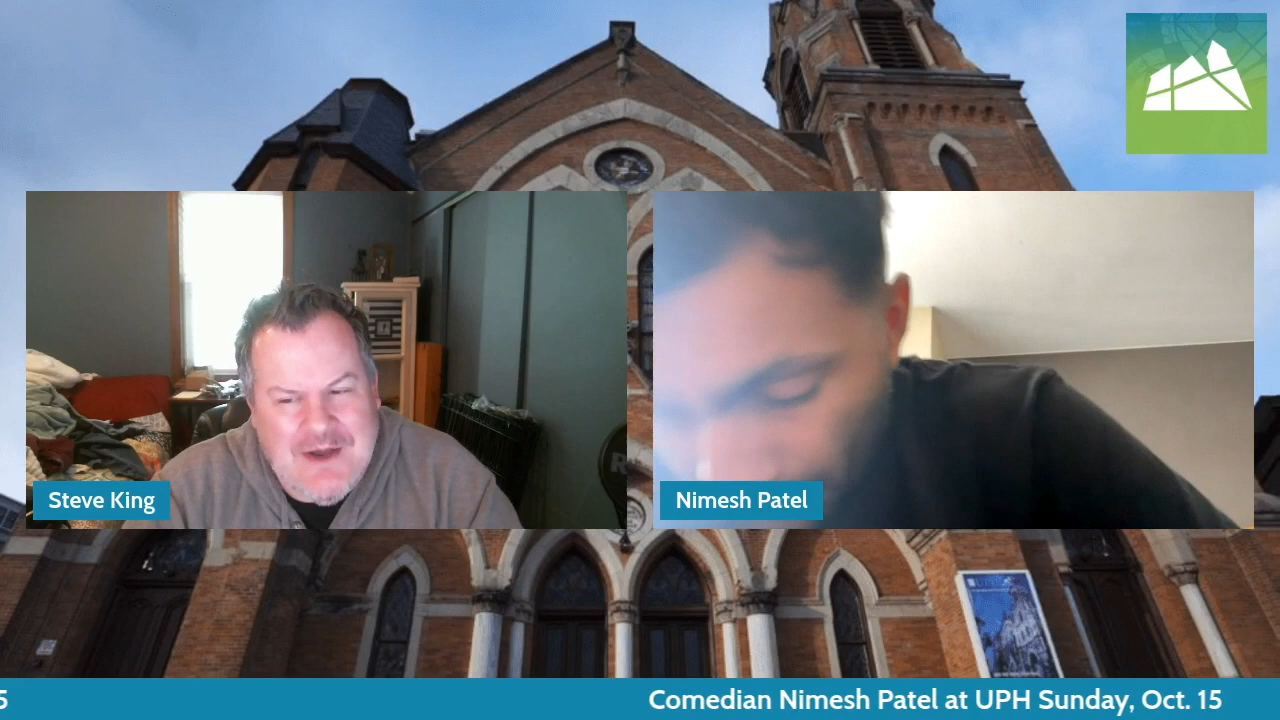 Steve King
Nimesh Patel
5
Comedian Nimesh Patel at UPH Sunday, Oct. 15